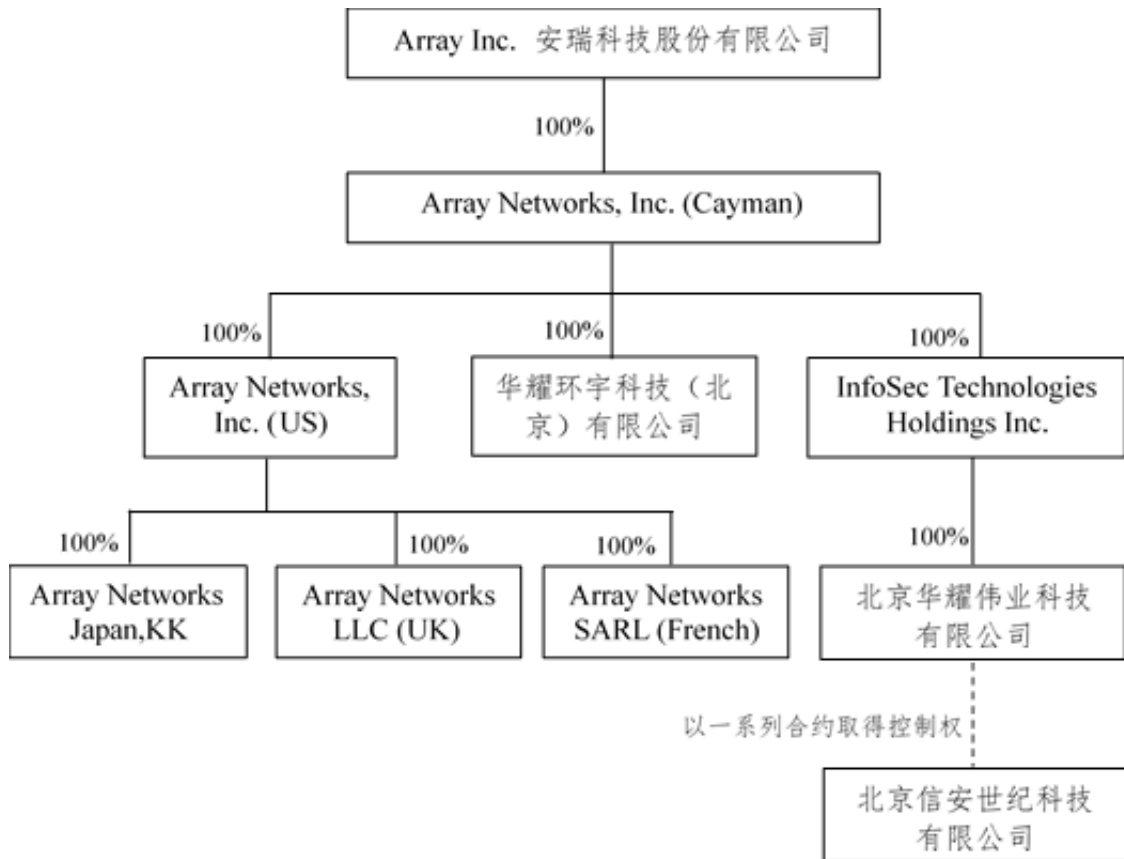 Array Inc. 安瑞科技股份有限公司
100%
Array Networks, Inc. (Cayman)
100%
100%
100%
Array Networks,
Inc. (US)
华耀环宇科技（北
京）有限公司
InfoSec Technologies
Holdings Inc.
100%
100%
100%
100%
Array Networks
Japan,KK
Array Networks
LLC (UK)
Array Networks
SARL (French)
北京华耀伟业科技
有限公司
以一系列合约取得控制权
北京信安世纪科技
有限公司